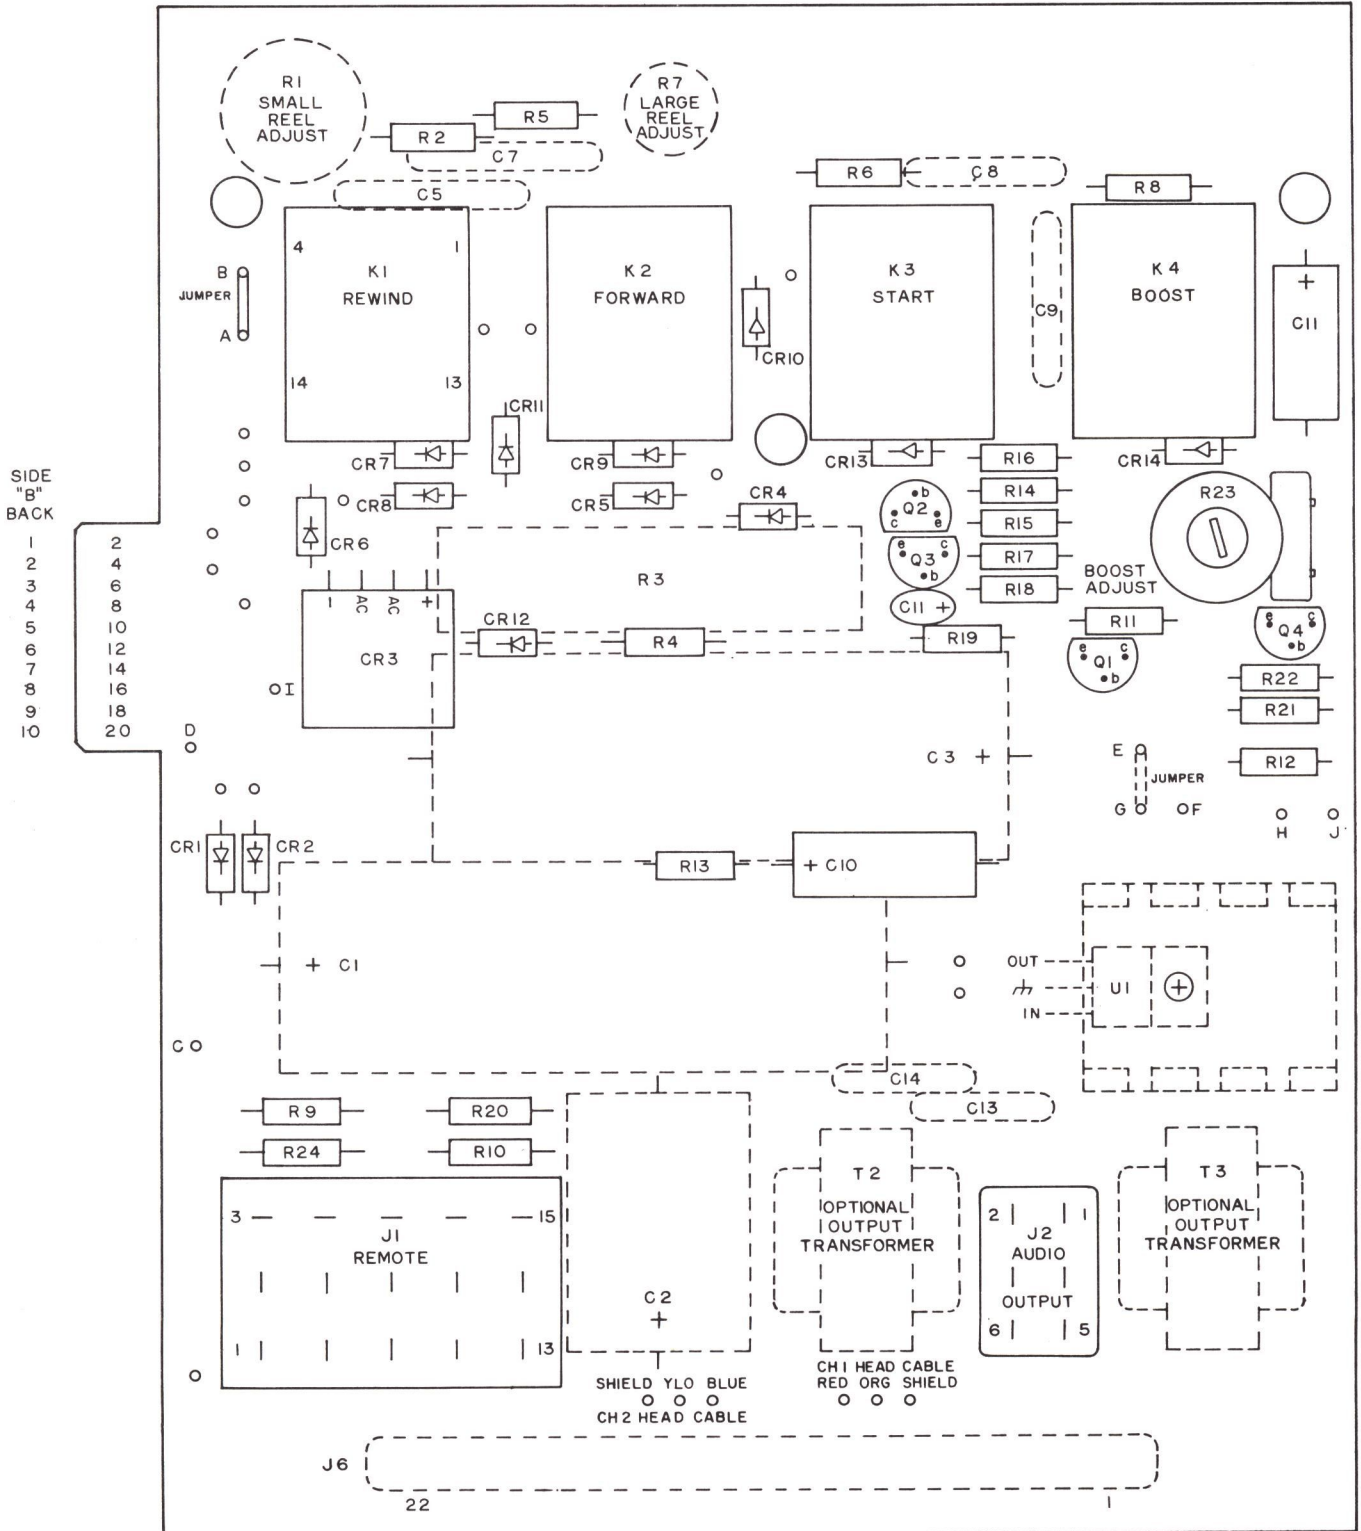 R1
SMALL
REEL
ADJUST
R7
LARGE
REEL
ADJUST
R5
R2
C7
C5
R6
C8
R8
4 1
K1
REWIND
14 13
K2
FORWARD
K3
START
K4
BOOST
C9
+
C11
B
JUMPER
A
CR10
CR11
CR7
CR8
CR9
CR5
CR13
CR14
CR4
CR6
R16
R14
R15
R17
R18
b
Q2
c e
e c
Q3
b
C11 +
R19
R23
BOOST
ADJUST
R11
e c
Q1
b
e c
Q4
b
R22
R21
R12
SIDE
"B"
BACK
1 2
2 4
3 6
4 8
5 10
6 12
7 14
8 16
9 18
10 20
R3
- AC AC +
CR3
CR12
R4
I
D
C3 +
E
JUMPER
G F
H J
CR1 CR2
R13
+ C10
+ C1
OUT
IN
U1
+
C
C14
C13
R9
R20
R24
R10
3 15
J1
REMOTE
1 13
C2
+
T2
OPTIONAL
OUTPUT
TRANSFORMER
2 1
J2
AUDIO
OUTPUT
6 5
T3
OPTIONAL
OUTPUT
TRANSFORMER
SHIELD YLO BLUE
CH2 HEAD CABLE
CH1 HEAD CABLE
RED ORG SHIELD
J6
22 1